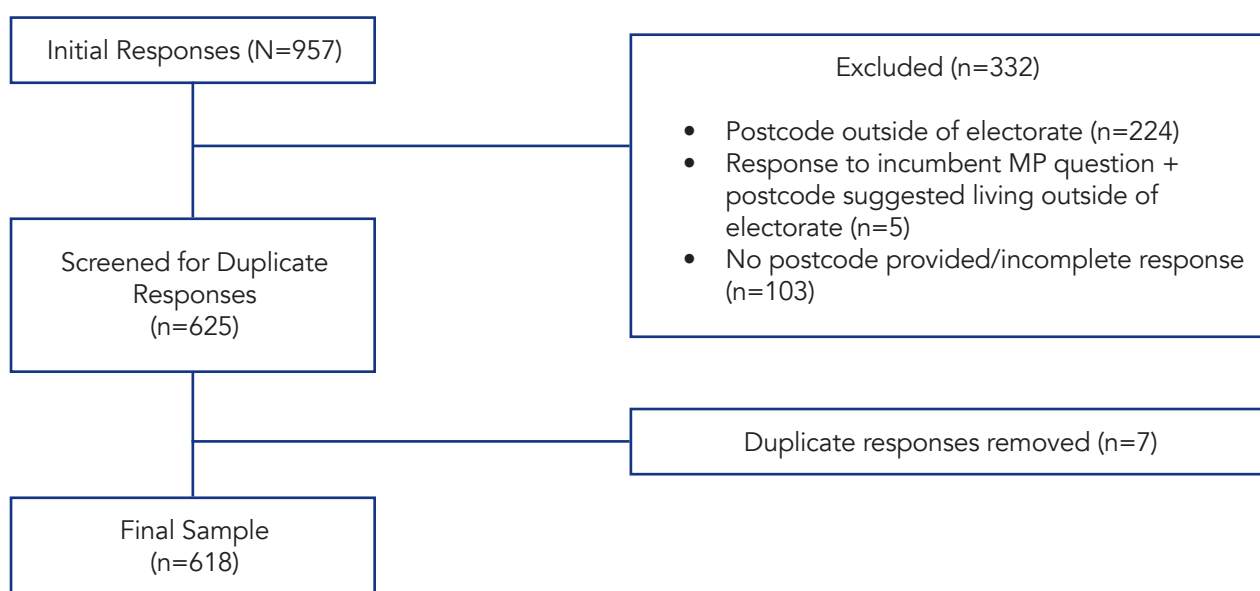 Initial Responses (N=957)
Excluded (n=332)
• Postcode outside of electorate (n=224)
• Response to incumbent MP question +
postcode suggested living outside of
electorate (n=5)
• No postcode provided/incomplete response
(n=103)
Screened for Duplicate
Responses
(n=625)
Duplicate responses removed (n=7)
Final Sample
(n=618)